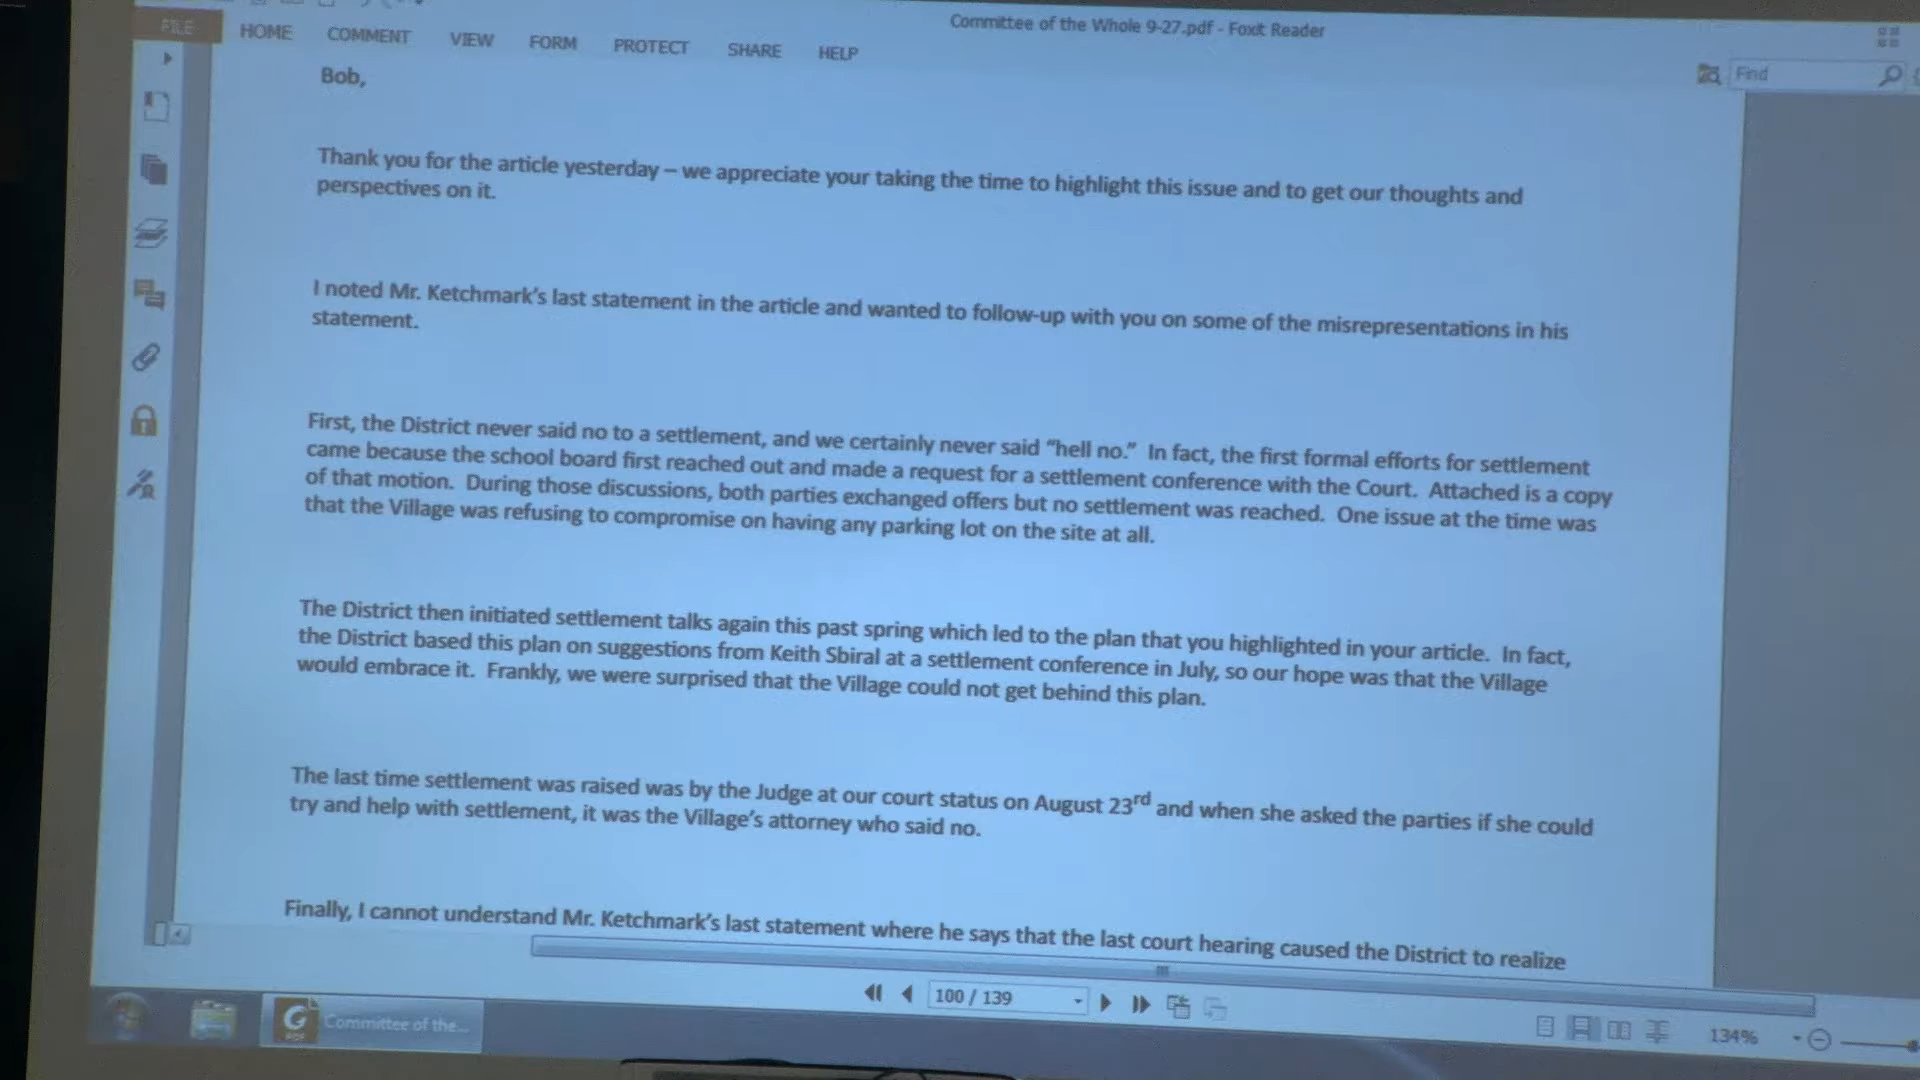 Committee of the Whole 9-27.pdf - Foxit Reader
FILE HOME COMMENT VIEW FORM PROTECT SHARE HELP
Find
Bob,
Thank you for the article yesterday – we appreciate your taking the time to highlight this issue and to get our thoughts and
perspectives on it.
I noted Mr. Ketchmark's last statement in the article and wanted to follow-up with you on some of the misrepresentations in his
statement.
First, the District never said no to a settlement, and we certainly never said "hell no." In fact, the first formal efforts for settlement
came because the school board first reached out and made a request for a settlement conference with the Court. Attached is a copy
of that motion. During those discussions, both parties exchanged offers but no settlement was reached. One issue at the time was
that the Village was refusing to compromise on having any parking lot on the site at all.
The District then initiated settlement talks again this past spring which led to the plan that you highlighted in your article. In fact,
the District based this plan on suggestions from Keith Sbiral at a settlement conference in July, so our hope was that the Village
would embrace it. Frankly, we were surprised that the Village could not get behind this plan.
The last time settlement was raised was by the Judge at our court status on August 23rd and when she asked the parties if she could
try and help with settlement, it was the Village's attorney who said no.
Finally, I cannot understand Mr. Ketchmark's last statement where he says that the last court hearing caused the District to realize
100 / 139
134%
Committee of the...